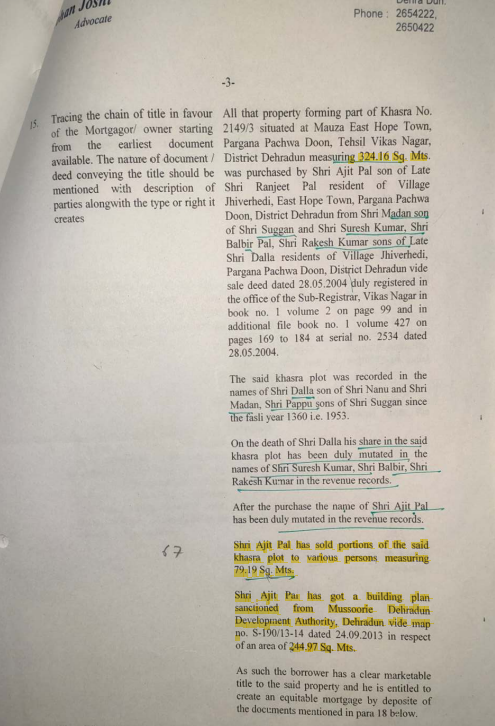 Joshi
Advocate
Dehra Dun.
Phone : 2654222,
2650422
-3-
15.
Tracing the chain of title in favour
of the Mortgagor/ owner starting
from the earliest document
available. The nature of document /
deed conveying the title should be
mentioned with description of
parties alongwith the type or right it
creates
All that property forming part of Khasra No.
2149/3 situated at Mauza East Hope Town,
Pargana Pachwa Doon, Tehsil Vikas Nagar,
District Dehradun measuring 324.16 Sq. Mts.
was purchased by Shri Ajit Pal son of Late
Shri Ranjeet Pal resident of Village
Jhiverhedi, East Hope Town, Pargana Pachwa
Doon, District Dehradun from Shri Madan son
of Shri Suggan and Shri Suresh Kumar, Shri
Balbir Pal, Shri Rakesh Kumar sons of Late
Shri Dalla residents of Village Jhiverhedi,
Pargana Pachwa Doon, District Dehradun vide
sale deed dated 28.05.2004 duly registered in
the office of the Sub-Registrar, Vikas Nagar in
book no. 1 volume 2 on page 99 and in
additional file book no. 1 volume 427 on
pages 169 to 184 at serial no. 2534 dated
28.05.2004.
The said khasra plot was recorded in the
names of Shri Dalla son of Shri Nanu and Shri
Madan, Shri Pappu sons of Shri Suggan since
the fasli year 1360 i.e. 1953.
On the death of Shri Dalla his share in the said
khasra plot has been duly mutated in the
names of Shri Suresh Kumar, Shri Balbir, Shri
Rakesh Kumar in the revenue records.
After the purchase the name of Shri Ajit Pal
has been duly mutated in the revenue records.
67
Shri Ajit Pal has sold portions of the said
khasra plot to various persons measuring
79.19 Sq. Mts.
Shri Ajit Pal has got a building plan
sanctioned from Mussoorie Dehradun
Development Authority, Dehradun vide map
no. S-190/13-14 dated 24.09.2013 in respect
of an area of 244.97 Sq. Mts.
As such the borrower has a clear marketable
title to the said property and he is entitled to
create an equitable mortgage by deposit of
the documents mentioned in para 18 below.